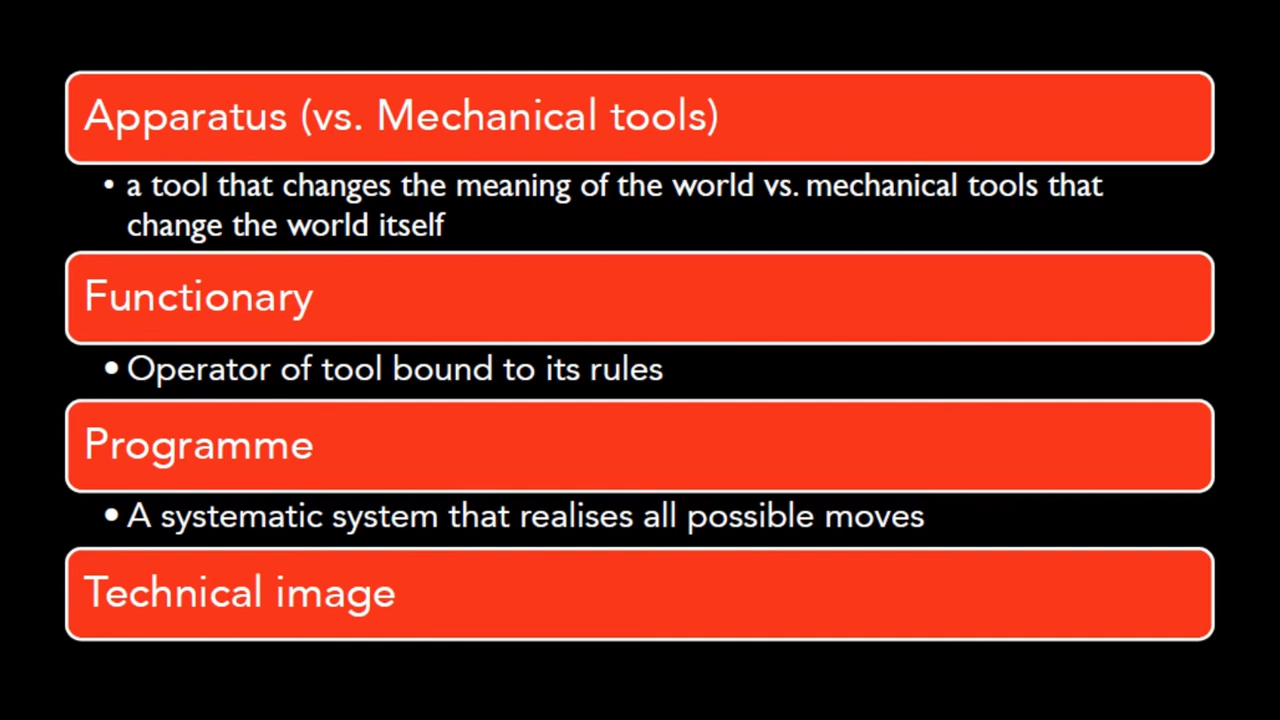 Apparatus (vs. Mechanical tools)
• a tool that changes the meaning of the world vs. mechanical tools that
change the world itself
Functionary
• Operator of tool bound to its rules
Programme
• A systematic system that realises all possible moves
Technical image